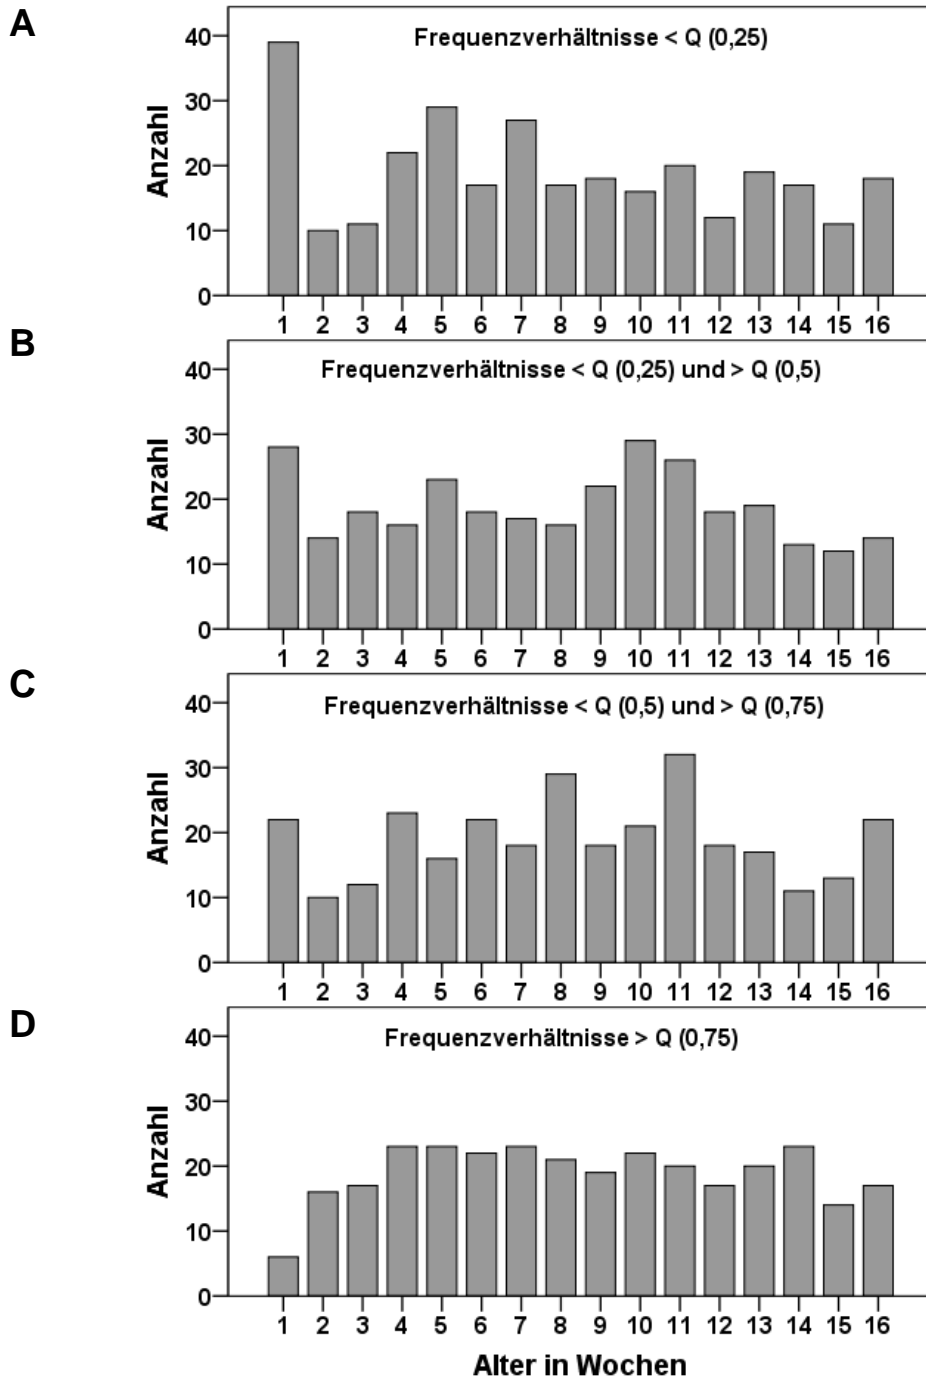 A
Frequenzverhältnisse < Q (0,25)
Anzahl
40
30
20
10
0
1 2 3 4 5 6 7 8 9 10 11 12 13 14 15 16
B
Frequenzverhältnisse < Q (0,25) und > Q (0,5)
Anzahl
40
30
20
10
0
1 2 3 4 5 6 7 8 9 10 11 12 13 14 15 16
C
Frequenzverhältnisse < Q (0,5) und > Q (0,75)
Anzahl
40
30
20
10
0
1 2 3 4 5 6 7 8 9 10 11 12 13 14 15 16
D
Frequenzverhältnisse > Q (0,75)
Anzahl
40
30
20
10
0
1 2 3 4 5 6 7 8 9 10 11 12 13 14 15 16
Alter in Wochen